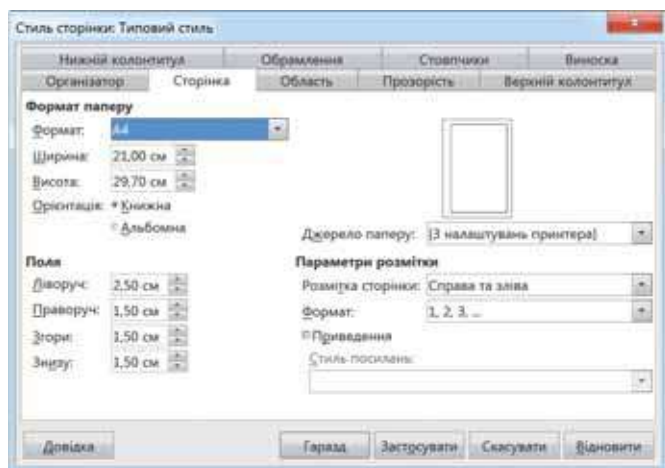 Стиль сторінки: Типовий стиль
Нижній колонтитул Обрамлення Стовпчики Виноска
Організатор Сторінка Область Прозорість Верхній колонтитул
Формат паперу
Формат: A4
Ширина: 21,00 см
Висота: 29,70 см
Орієнтація: Книжна
Альбомна
Джерело паперу: [З налаштувань принтера]
Поля
Параметри розмітки
Ліворуч: 2,50 см
Розмітка сторінки: Справа та зліва
Праворуч: 1,50 см
Формат: 1, 2, 3, ...
Згори: 1,50 см
Приведення
Знизу: 1,50 см
Стиль посилань:
Довідка Гаразд Застосувати Скасувати Відновити